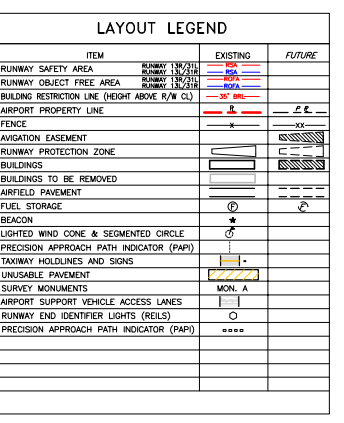 LAYOUT LEGEND
ITEM EXISTING FUTURE
RUNWAY SAFETY AREA RUNWAY 13R/31L RSA
RUNWAY 13L/31R RSA
RUNWAY OBJECT FREE AREA RUNWAY 13R/31L ROFA
RUNWAY 13L/31R ROFA
BUILDING RESTRICTION LINE (HEIGHT ABOVE R/W CL) 35' BRL
AIRPORT PROPERTY LINE
FENCE x xx
AVIGATION EASEMENT
RUNWAY PROTECTION ZONE
BUILDINGS
BUILDINGS TO BE REMOVED
AIRFIELD PAVEMENT
FUEL STORAGE F
BEACON
LIGHTED WIND CONE & SEGMENTED CIRCLE
PRECISION APPROACH PATH INDICATOR (PAPI)
TAXIWAY HOLDLINES AND SIGNS
UNUSABLE PAVEMENT
SURVEY MONUMENTS MON. A
AIRPORT SUPPORT VEHICLE ACCESS LANES
RUNWAY END IDENTIFIER LIGHTS (REILS)
PRECISION APPROACH PATH INDICATOR (PAPI)